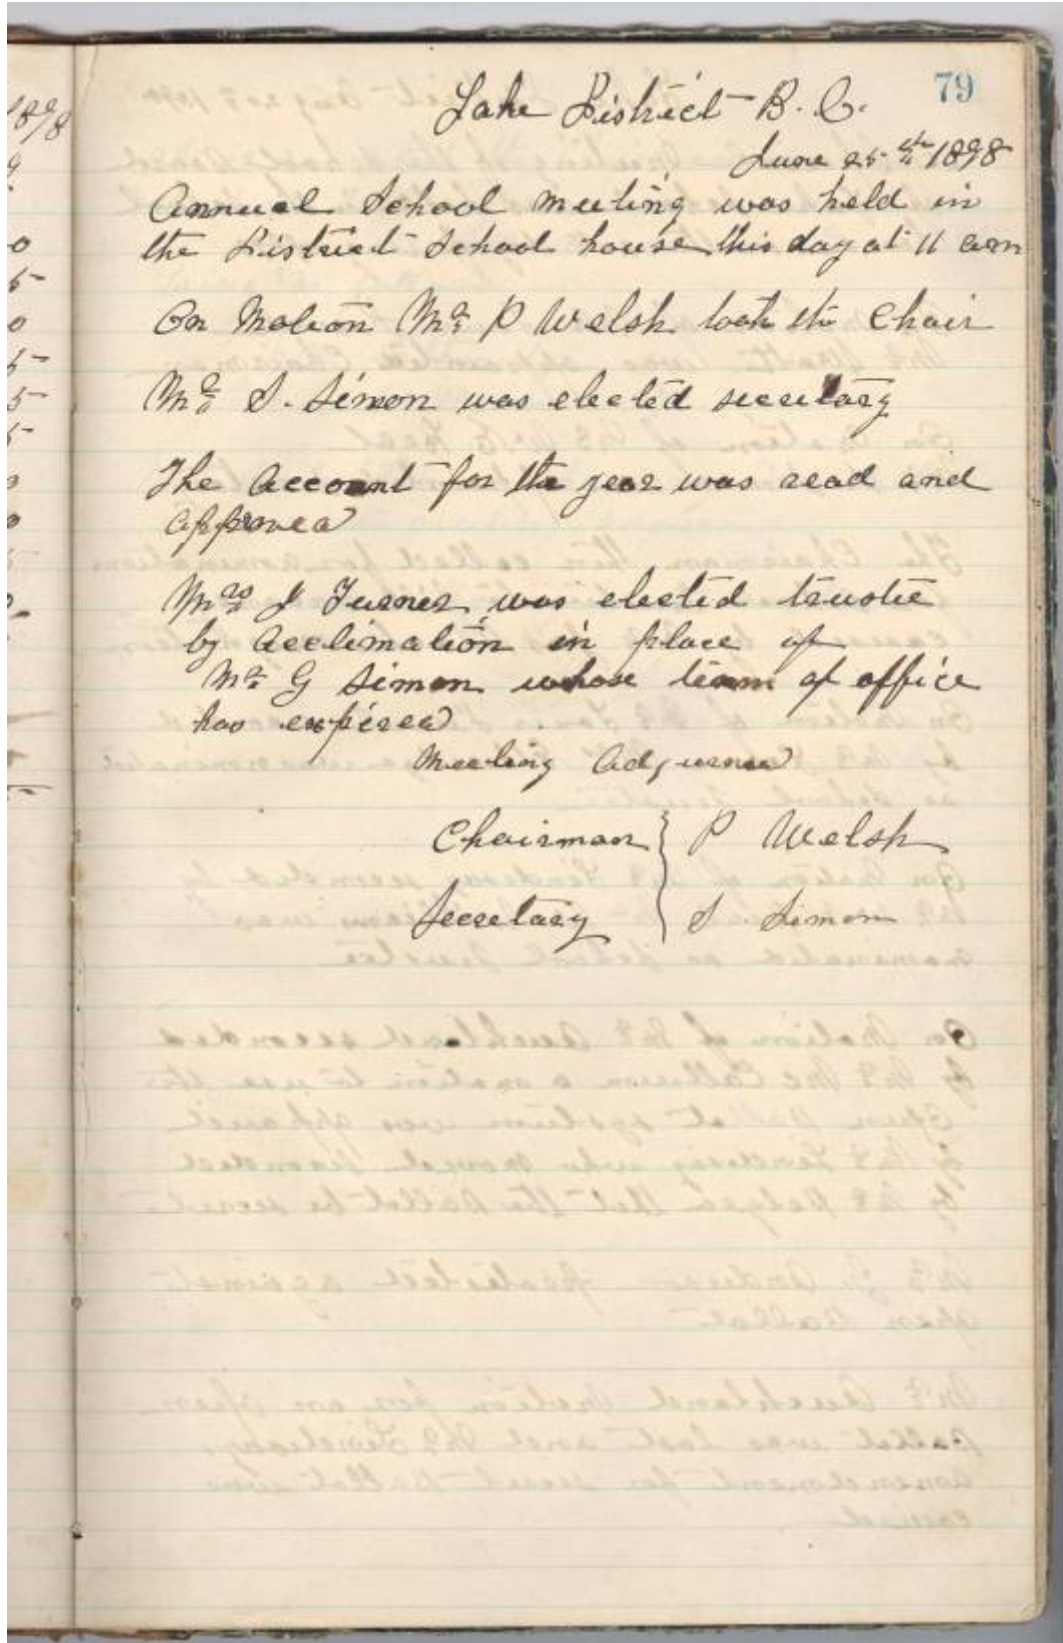 79
Lake District B. C.
June 25th 1898
Annual School meeting was held in
the District School house this day at 11 am
On Motion Mr P Welsh took the Chair
Mr S. Simon was elected secretary
The Account for the year was read and
approved
Mrs J Turner was elected trustee
by Acclimation in place of
Mr G Simon whose term of office
has expired
Meeting Adjurned
Chairman } P Welsh
Secretary } S. Simon
1898